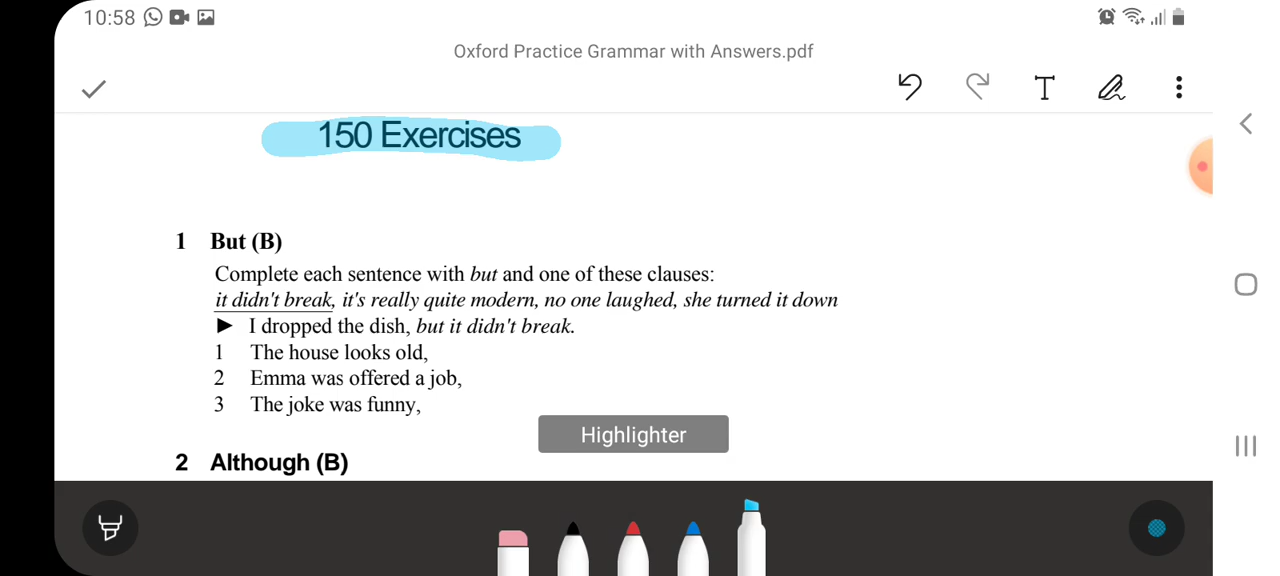 10:58
Oxford Practice Grammar with Answers.pdf
T
150 Exercises
1 But (B)
Complete each sentence with but and one of these clauses:
it didn't break, it's really quite modern, no one laughed, she turned it down
► I dropped the dish, but it didn't break.
1 The house looks old,
2 Emma was offered a job,
3 The joke was funny,
Highlighter
2 Although (B)